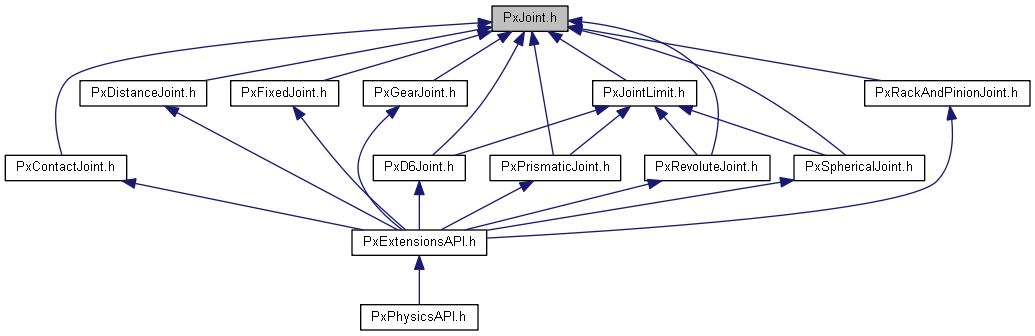 PxJoint.h
PxDistanceJoint.h
PxFixedJoint.h
PxGearJoint.h
PxJointLimit.h
PxRackAndPinionJoint.h
PxContactJoint.h
PxD6Joint.h
PxPrismaticJoint.h
PxRevoluteJoint.h
PxSphericalJoint.h
PxExtensionsAPI.h
PxPhysicsAPI.h